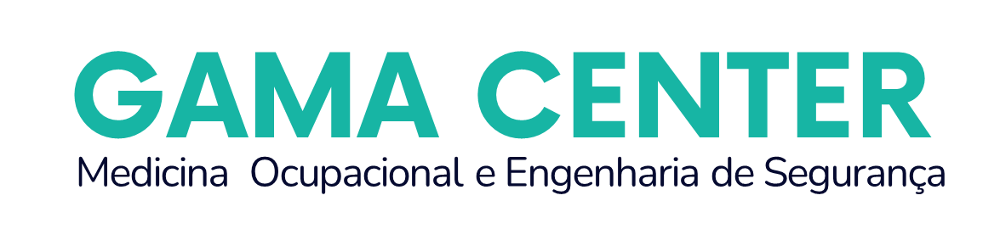 GAMA CENTER
Medicina Ocupacional e Engenharia de Segurança